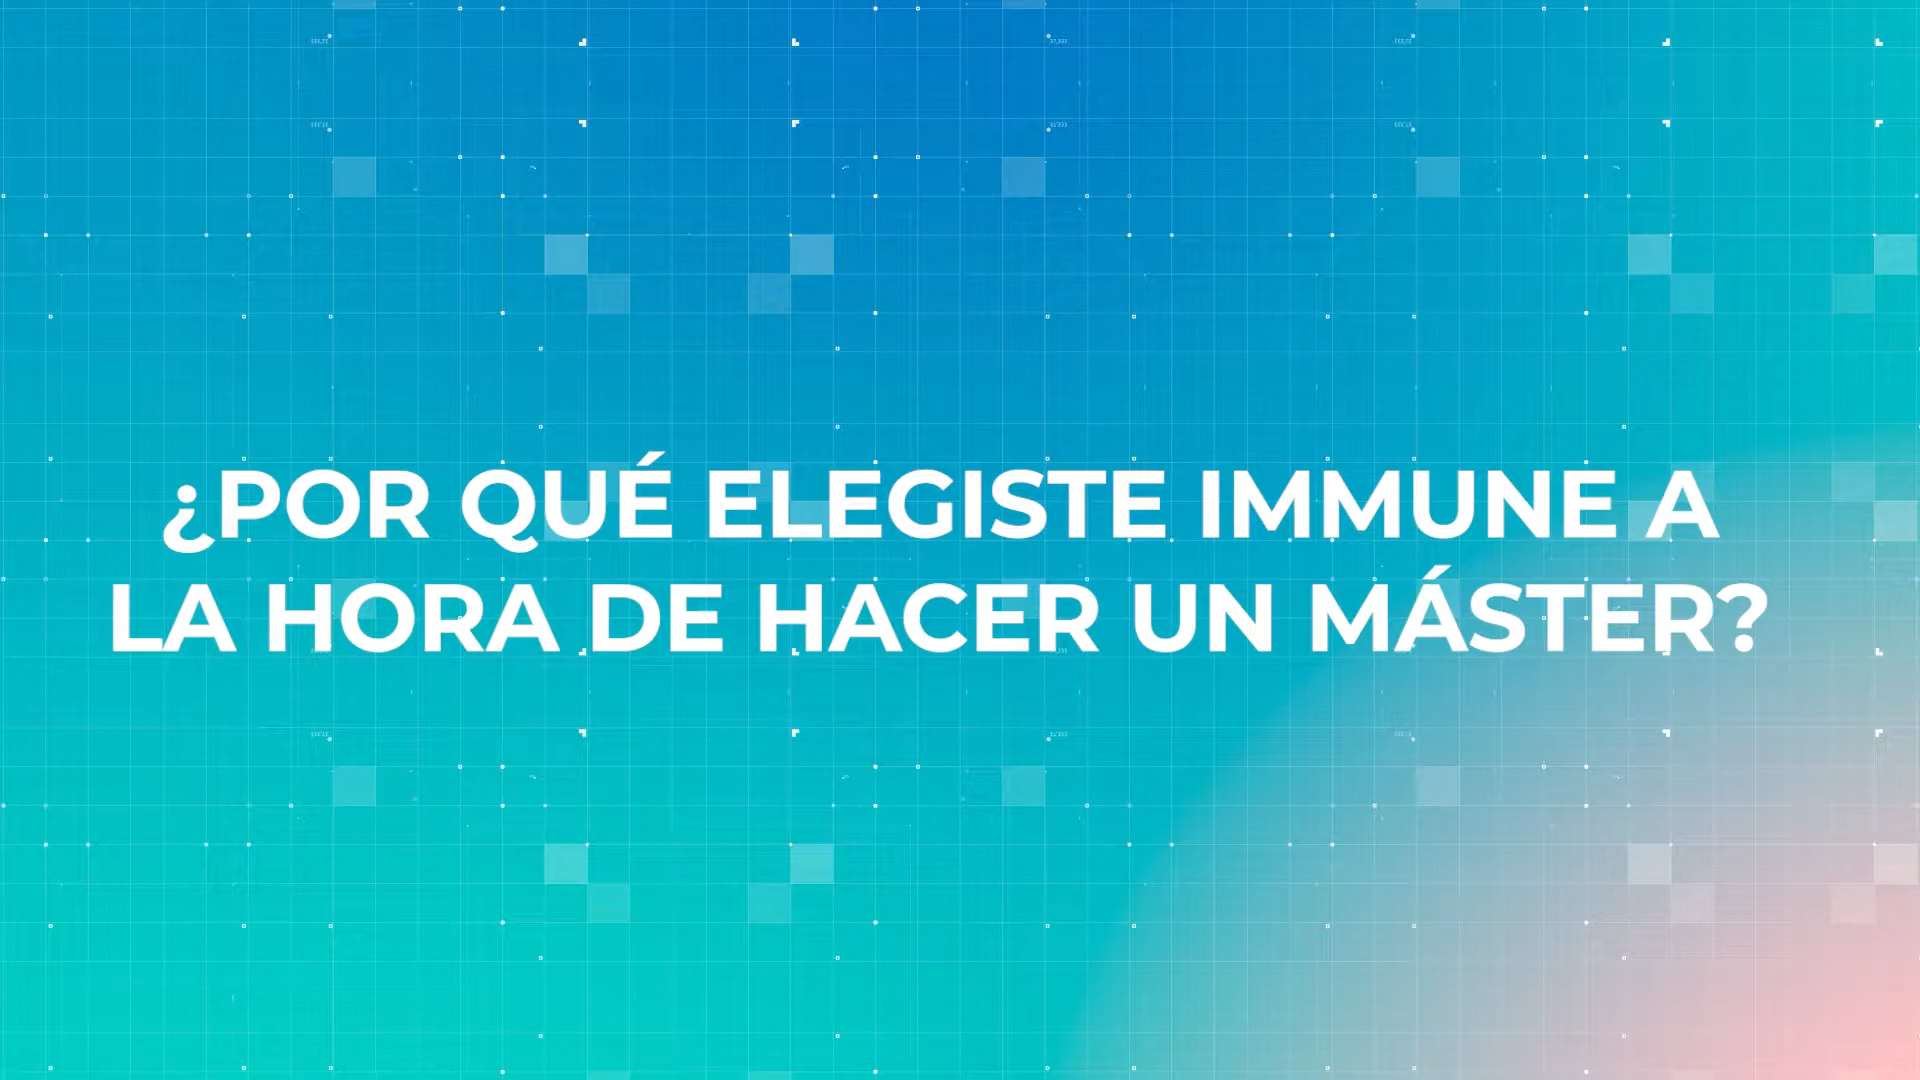 ¿POR QUÉ ELEGISTE IMMUNE A
LA HORA DE HACER UN MÁSTER?